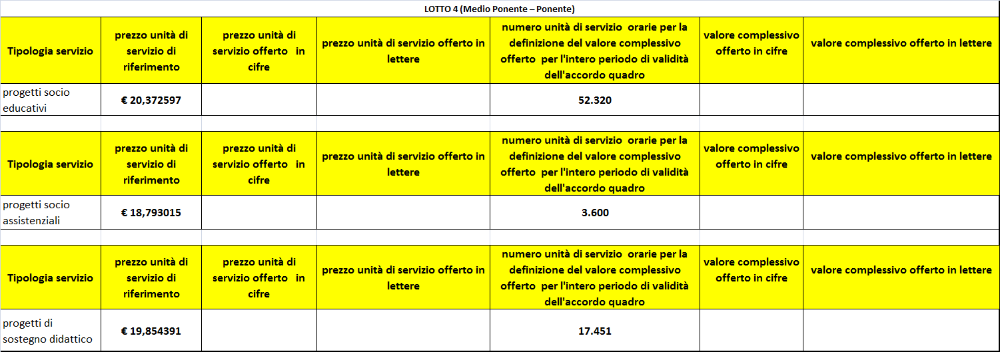 LOTTO 4 (Medio Ponente – Ponente)
Tipologia servizio
prezzo unità di
servizio di
riferimento
prezzo unità di
servizio offerto in
cifre
prezzo unità di servizio offerto in
lettere
numero unità di servizio orarie per la
definizione del valore complessivo
offerto per l'intero periodo di validità
dell'accordo quadro
valore complessivo
offerto in cifre
valore complessivo offerto in lettere
progetti socio
educativi
€ 20,372597
52.320
Tipologia servizio
prezzo unità di
servizio di
riferimento
prezzo unità di
servizio offerto in
cifre
prezzo unità di servizio offerto in
lettere
numero unità di servizio orarie per la
definizione del valore complessivo
offerto per l'intero periodo di validità
dell'accordo quadro
valore complessivo
offerto in cifre
valore complessivo offerto in lettere
progetti socio
assistenziali
€ 18,793015
3.600
Tipologia servizio
prezzo unità di
servizio di
riferimento
prezzo unità di
servizio offerto in
cifre
prezzo unità di servizio offerto in
lettere
numero unità di servizio orarie per la
definizione del valore complessivo
offerto per l'intero periodo di validità
dell'accordo quadro
valore complessivo
offerto in cifre
valore complessivo offerto in lettere
progetti di
sostegno didattico
€ 19,854391
17.451